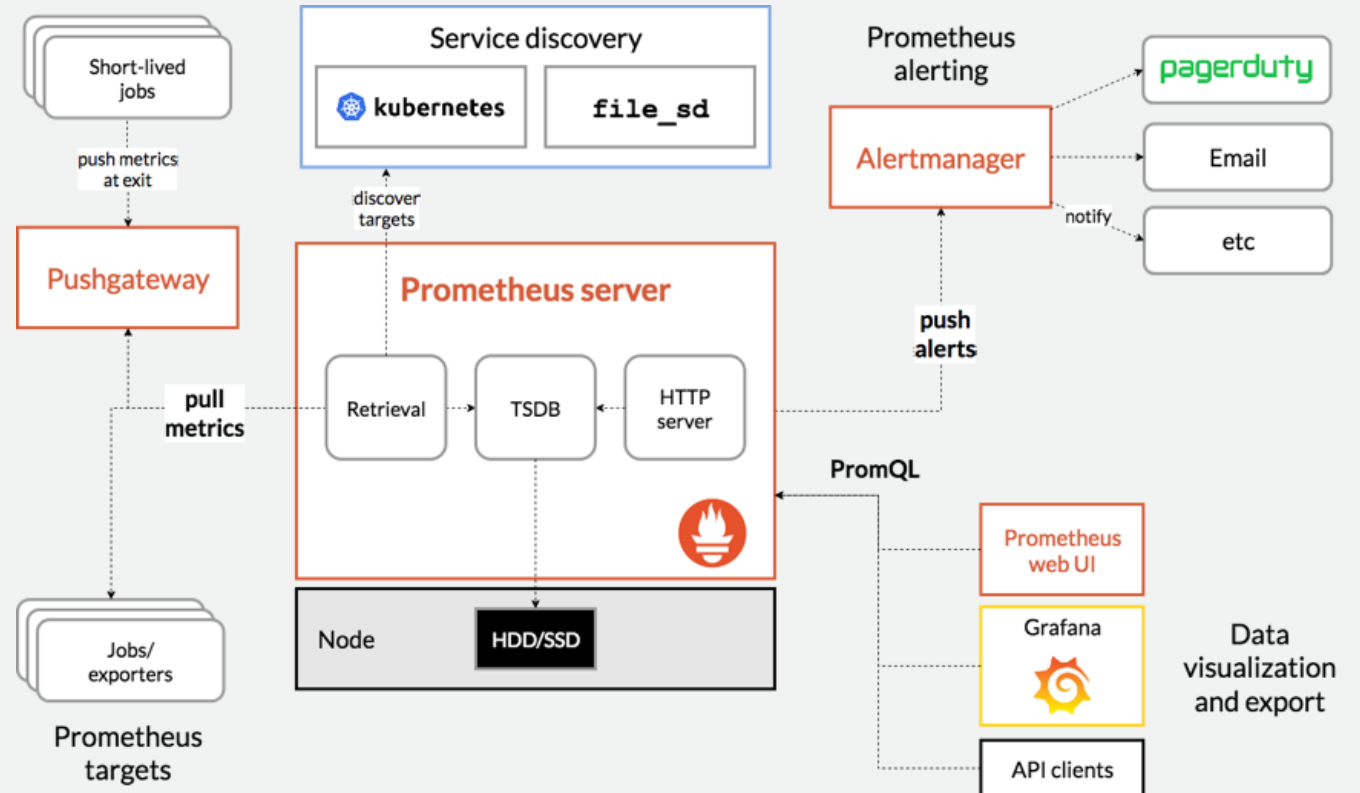 Short-lived
jobs
push metrics
at exit
Pushgateway
Service discovery
kubernetes
file_sd
discover
targets
Prometheus
alerting
pagerduty
Alertmanager
Email
notify
etc
Prometheus server
push
alerts
pull
metrics
Retrieval
TSDB
HTTP
server
PromQL
Node
HDD/SSD
Jobs/
exporters
Prometheus
targets
Prometheus
web UI
Grafana
Data
visualization
and export
API clients